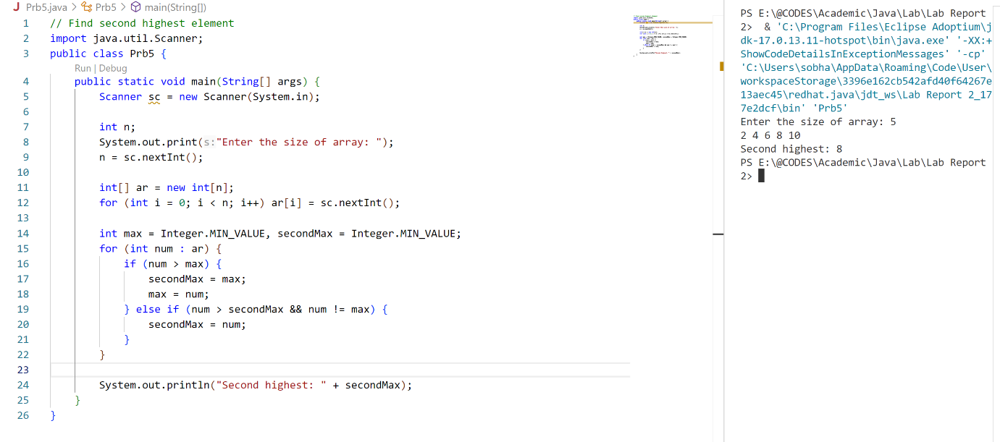 Prb5.java > Prb5 > main(String[])
1 // Find second highest element
2 import java.util.Scanner;
3 public class Prb5 {
Run | Debug
4 public static void main(String[] args) {
5 Scanner sc = new Scanner(System.in);
6
7 int n;
8 System.out.print(s:"Enter the size of array: ");
9 n = sc.nextInt();
10
11 int[] ar = new int[n];
12 for (int i = 0; i < n; i++) ar[i] = sc.nextInt();
13
14 int max = Integer.MIN_VALUE, secondMax = Integer.MIN_VALUE;
15 for (int num : ar) {
16 if (num > max) {
17 secondMax = max;
18 max = num;
19 } else if (num > secondMax && num != max) {
20 secondMax = num;
21 }
22 }
23
24 System.out.println("Second highest: " + secondMax);
25 }
26 }
PS E:\@CODES\Academic\Java\Lab\Lab Report
2> & 'C:\Program Files\Eclipse Adoptium\j
dk-17.0.13.11-hotspot\bin\java.exe' '-XX:+
ShowCodeDetailsInExceptionMessages' '-cp'
'C:\Users\sobha\AppData\Roaming\Code\User\
workspaceStorage\3396e162cb542afd40f64267e
13aec45\redhat.java\jdt_ws\Lab Report 2_17
7e2dcf\bin' 'Prb5'
Enter the size of array: 5
2 4 6 8 10
Second highest: 8
PS E:\@CODES\Academic\Java\Lab\Lab Report
2>